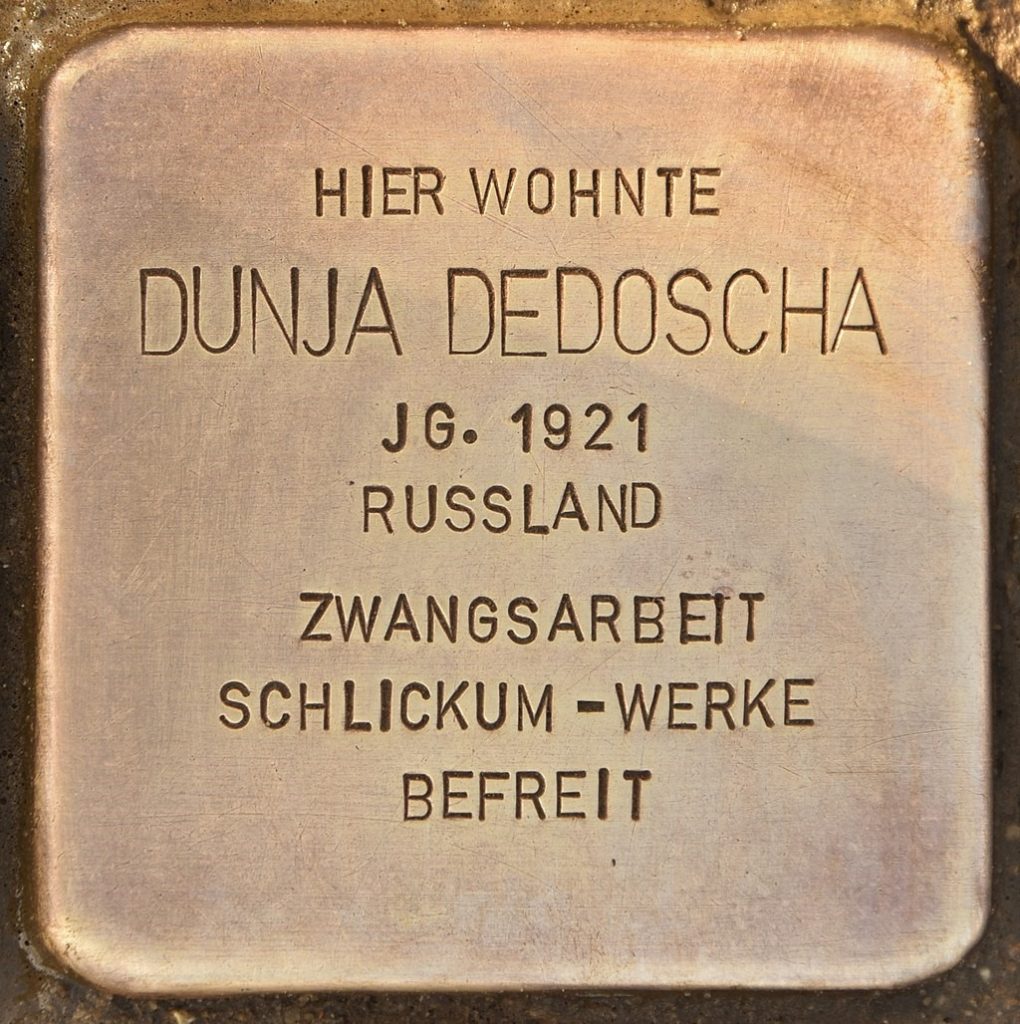 HIER WOHNTE
DUNJA DEDOSCHA
JG. 1921
RUSSLAND
ZWANGSARBEIT
SCHLICKUM-WERKE
BEFREIT